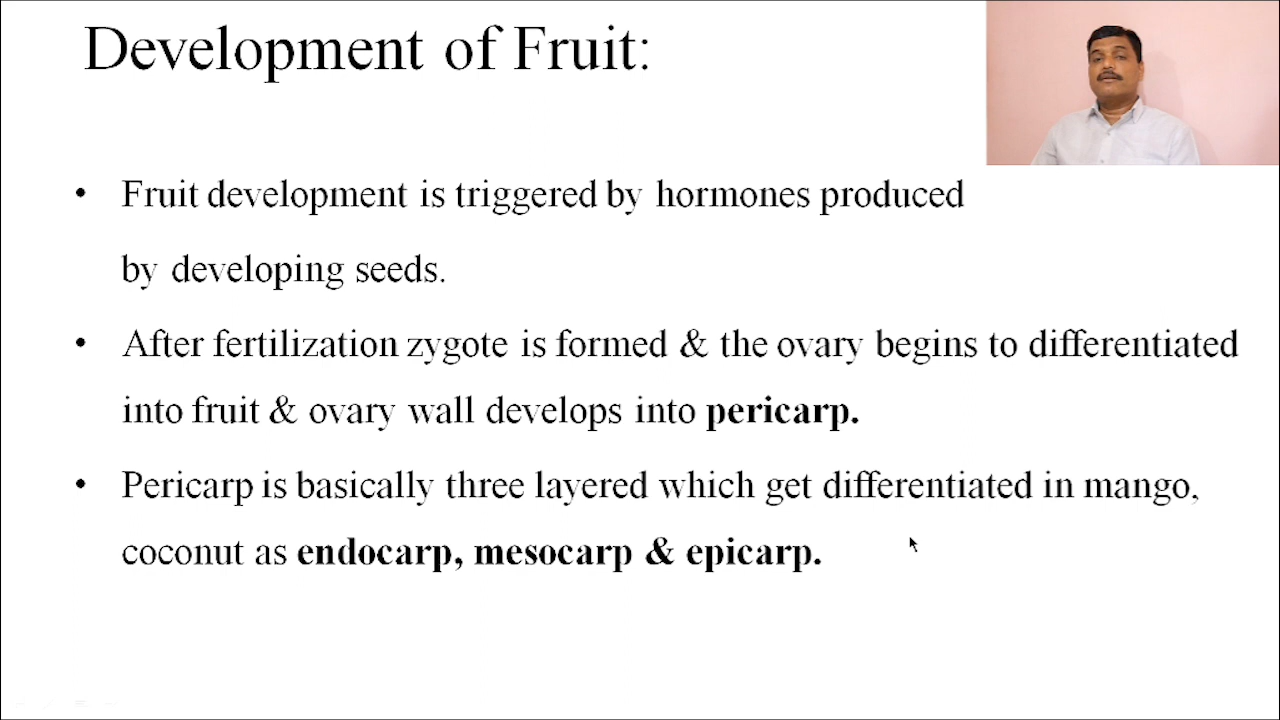 Development of Fruit:
• Fruit development is triggered by hormones produced
by developing seeds.
• After fertilization zygote is formed & the ovary begins to differentiated
into fruit & ovary wall develops into pericarp.
• Pericarp is basically three layered which get differentiated in mango,
coconut as endocarp, mesocarp & epicarp.